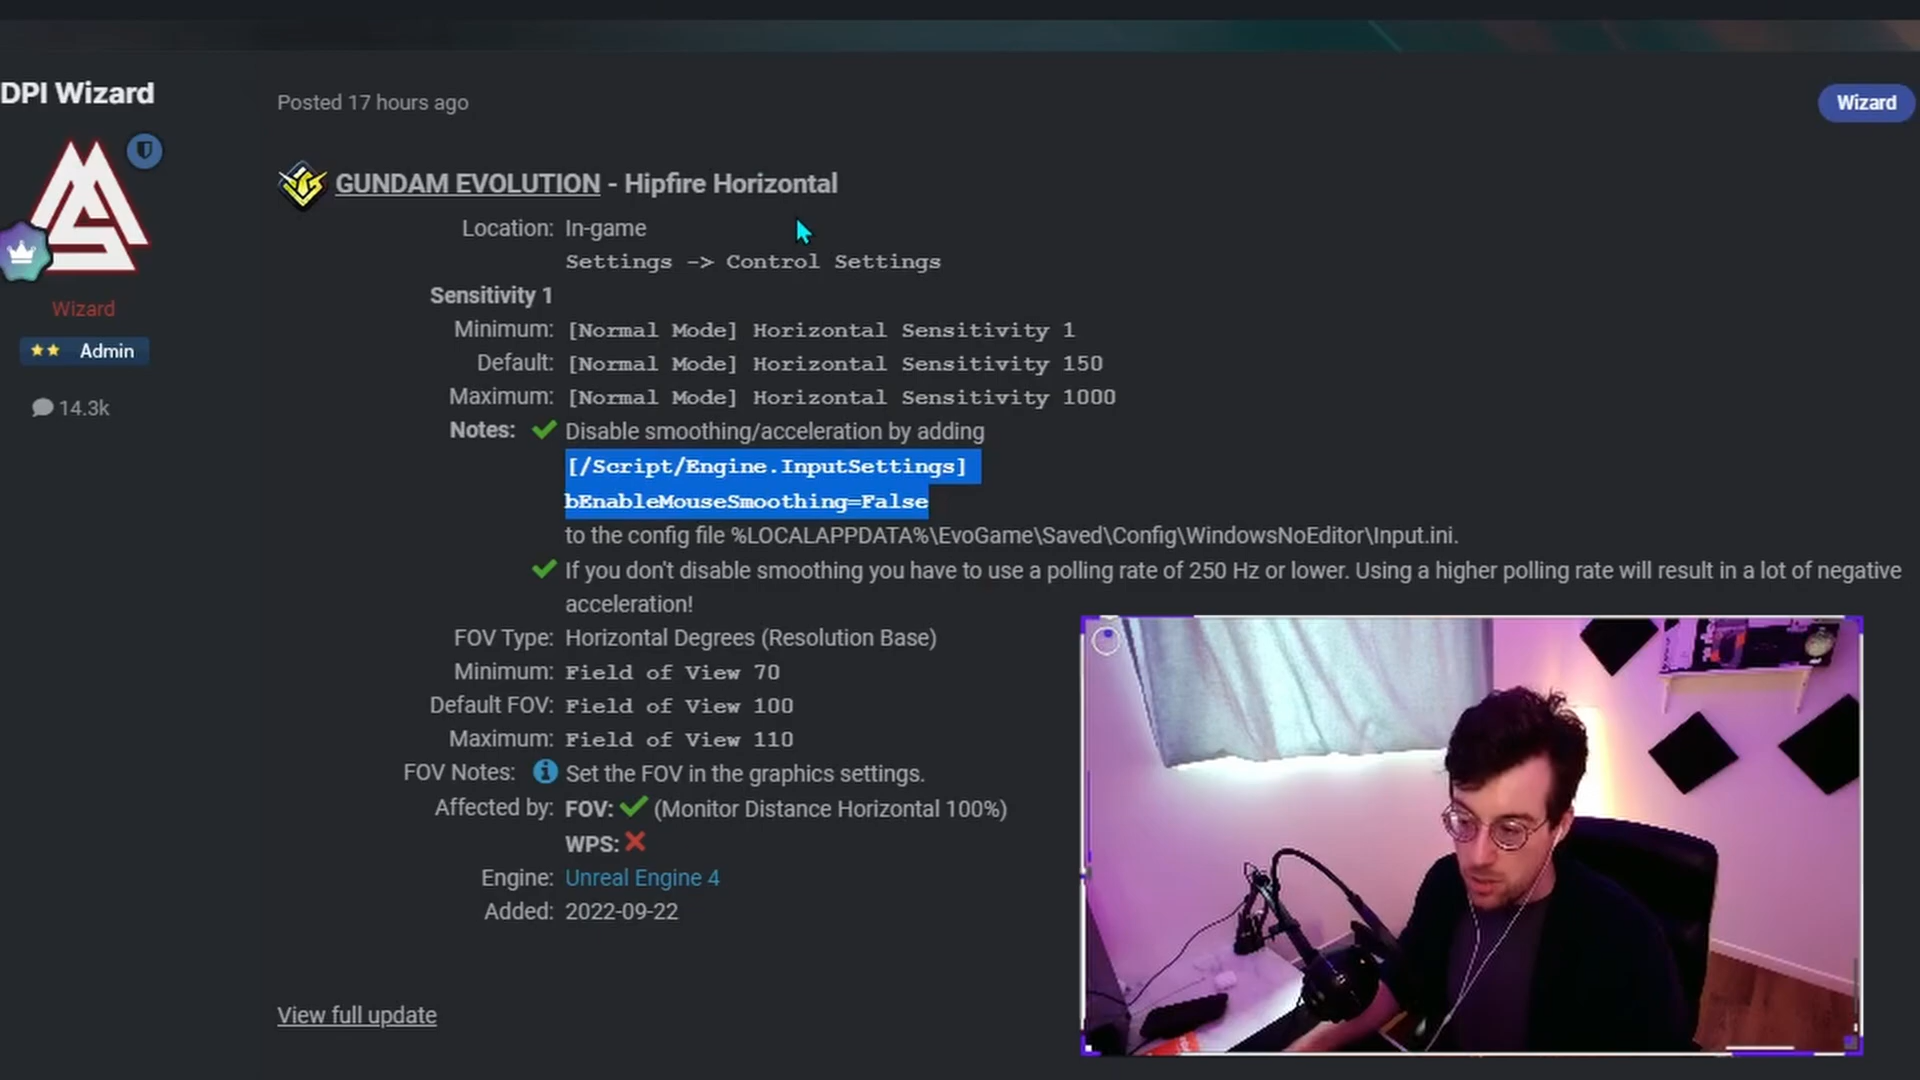 DPI Wizard
Posted 17 hours ago
Wizard
GUNDAM EVOLUTION - Hipfire Horizontal
Location: In-game
Settings -> Control Settings
Wizard
Sensitivity 1
Admin
Minimum: [Normal Mode] Horizontal Sensitivity 1
Default: [Normal Mode] Horizontal Sensitivity 150
Maximum: [Normal Mode] Horizontal Sensitivity 1000
14.3k
Notes: Disable smoothing/acceleration by adding
[/Script/Engine.InputSettings]
bEnableMouseSmoothing=False
to the config file %LOCALAPPDATA%\EvoGame\Saved\Config\WindowsNoEditor\Input.ini.
If you don't disable smoothing you have to use a polling rate of 250 Hz or lower. Using a higher polling rate will result in a lot of negative
acceleration!
FOV Type: Horizontal Degrees (Resolution Base)
Minimum: Field of View 70
Default FOV: Field of View 100
Maximum: Field of View 110
FOV Notes: Set the FOV in the graphics settings.
Affected by: FOV: (Monitor Distance Horizontal 100%)
WPS:
Engine: Unreal Engine 4
Added: 2022-09-22
View full update